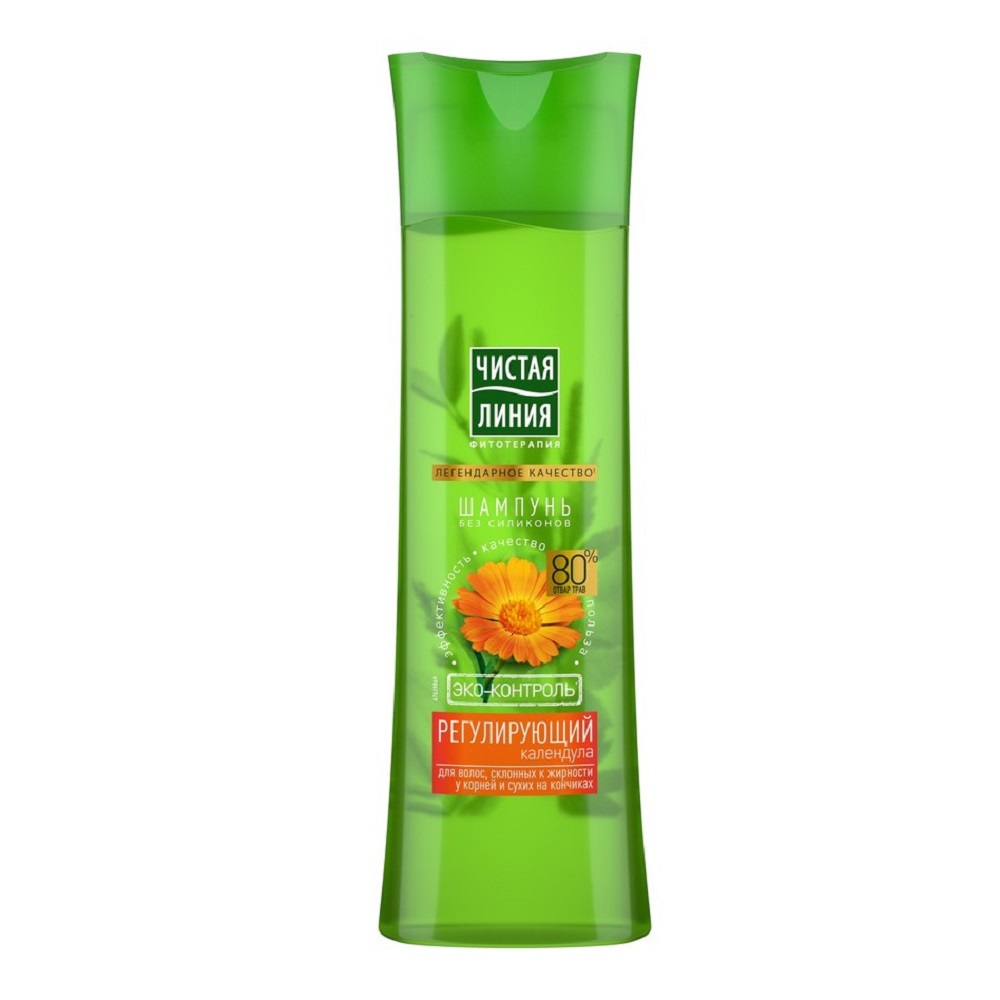 ЧИСТАЯ
ЛИНИЯ
ФИТОТЕРАПИЯ
ЛЕГЕНДАРНОЕ КАЧЕСТВО
ШАМПУНЬ
БЕЗ СИЛИКОНОВ
• эффективность • качество
польза •
80%
ОТВАР ТРАВ
ЭКО-КОНТРОЛЬ
РЕГУЛИРУЮЩИЙ
календула
для волос, склонных к жирности
у корней и сухих на кончиках